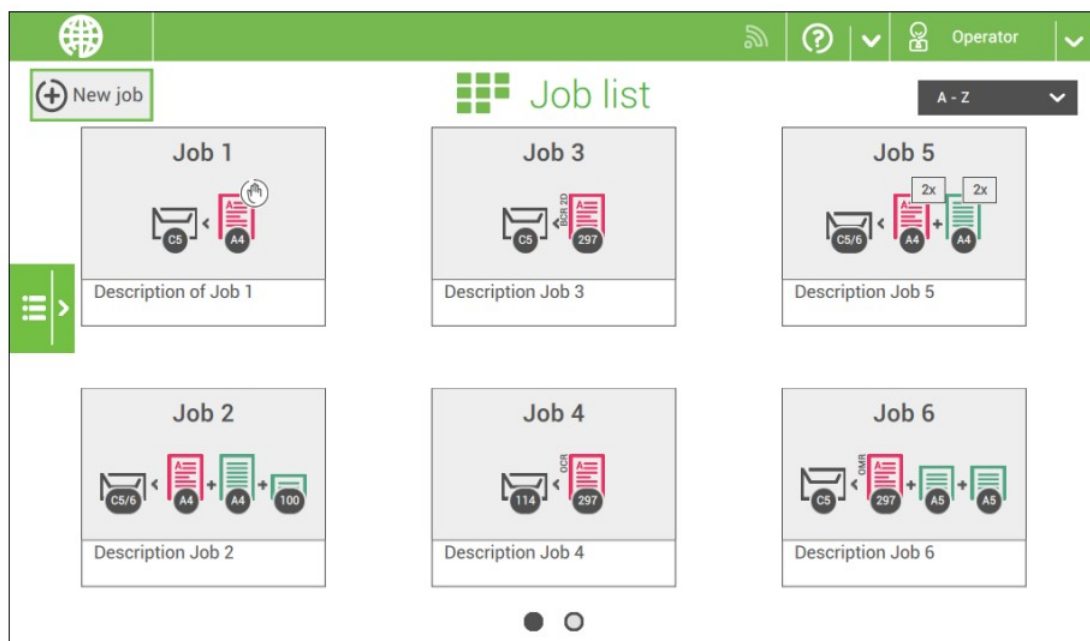 Operator
New job
Job list
A - Z
Job 1
A
C5
A4
Description of Job 1
Job 3
BCR 2D
A
C5
297
Description Job 3
Job 5
2x
2x
A
C5/6
A4
+
A4
Description Job 5
Job 2
A
C5/6
A4
+
A4
+
100
Description Job 2
Job 4
OCR
A
114
297
Description Job 4
Job 6
OMR
A
C5
297
+
A5
+
A5
Description Job 6